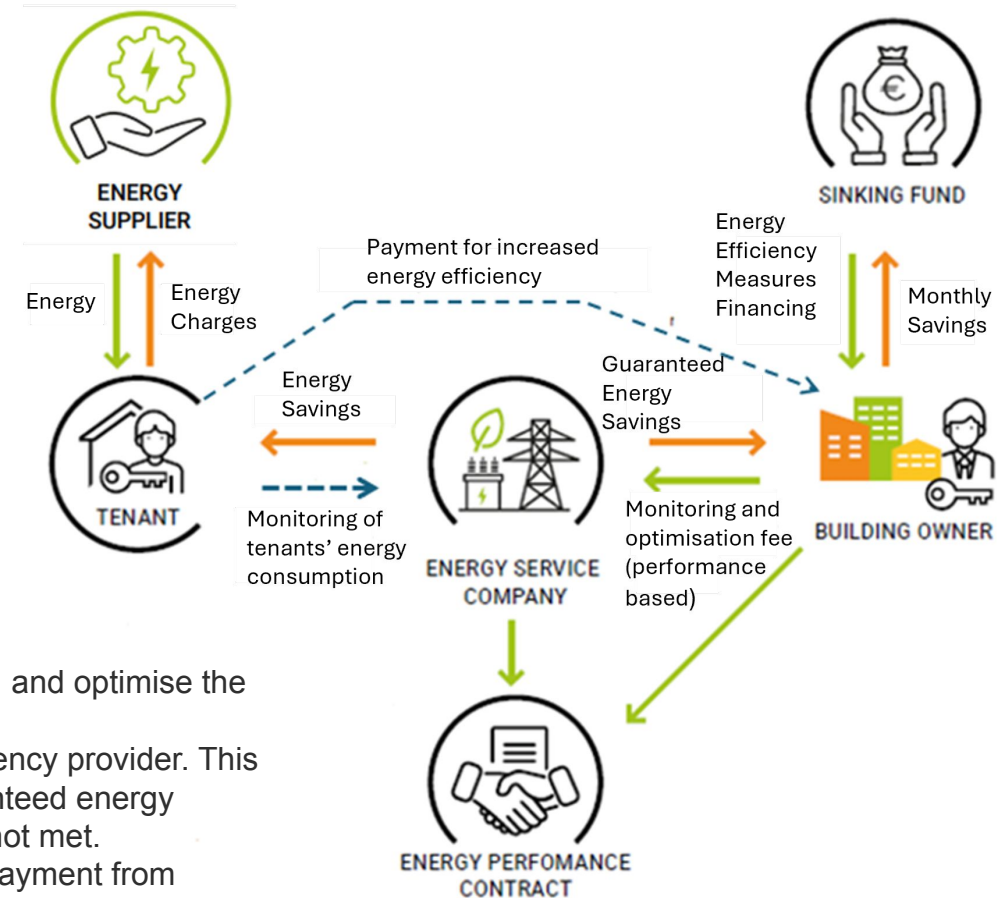 ENERGY
SUPPLIER
SINKING FUND
Energy
Energy
Charges
Payment for increased
energy efficiency
Energy
Efficiency
Measures
Financing
Monthly
Savings
Energy
Savings
Guaranteed
Energy
Savings
TENANT
Monitoring of
tenants’ energy
consumption
ENERGY SERVICE
COMPANY
Monitoring and
optimisation fee
(performance
based)
BUILDING OWNER
and optimise the
ency provider. This
nteed energy
not met.
ayment from
ENERGY PERFOMANCE
CONTRACT